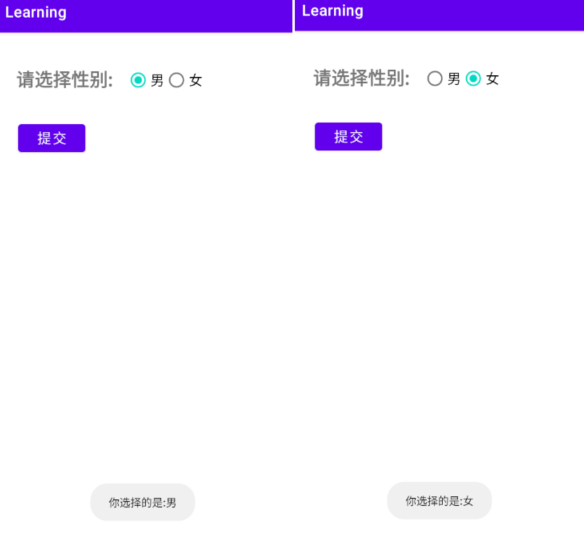 Learning
请选择性别: 男 女
提交
你选择的是:男
Learning
请选择性别: 男 女
提交
你选择的是:女